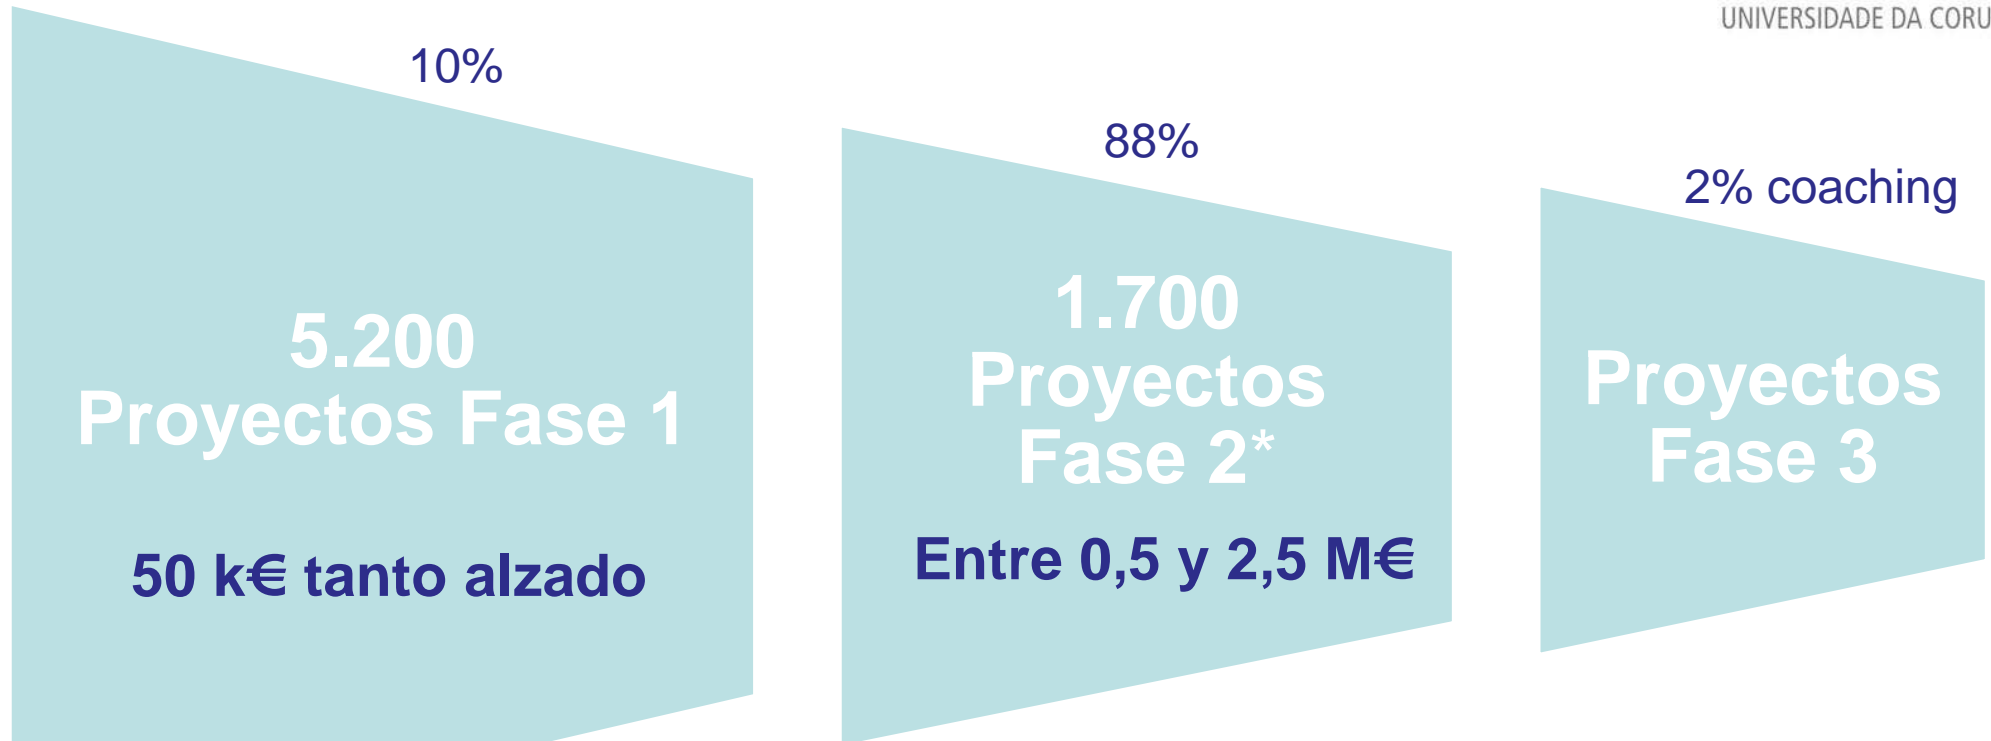 UNIVERSIDADE DA CORU
10%
88%
2% coaching
5.200
Proyectos Fase 1
50 k€ tanto alzado
1.700
Proyectos
Fase 2*
Entre 0,5 y 2,5 M€
Proyectos
Fase 3